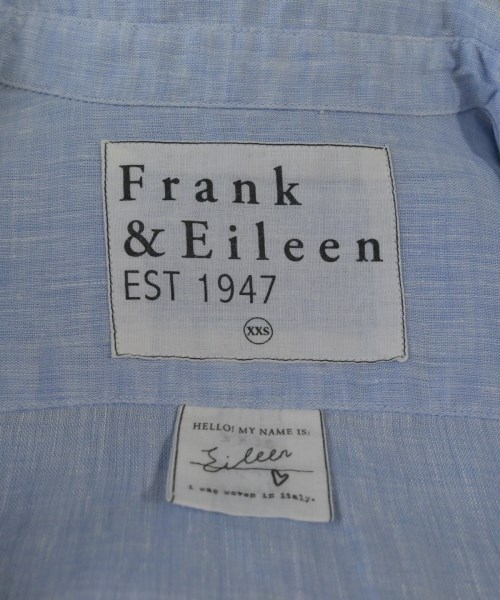 Frank
& Eileen
EST 1947
XXS
HELLO! MY NAME IS:
Eileen
i was woven in italy.